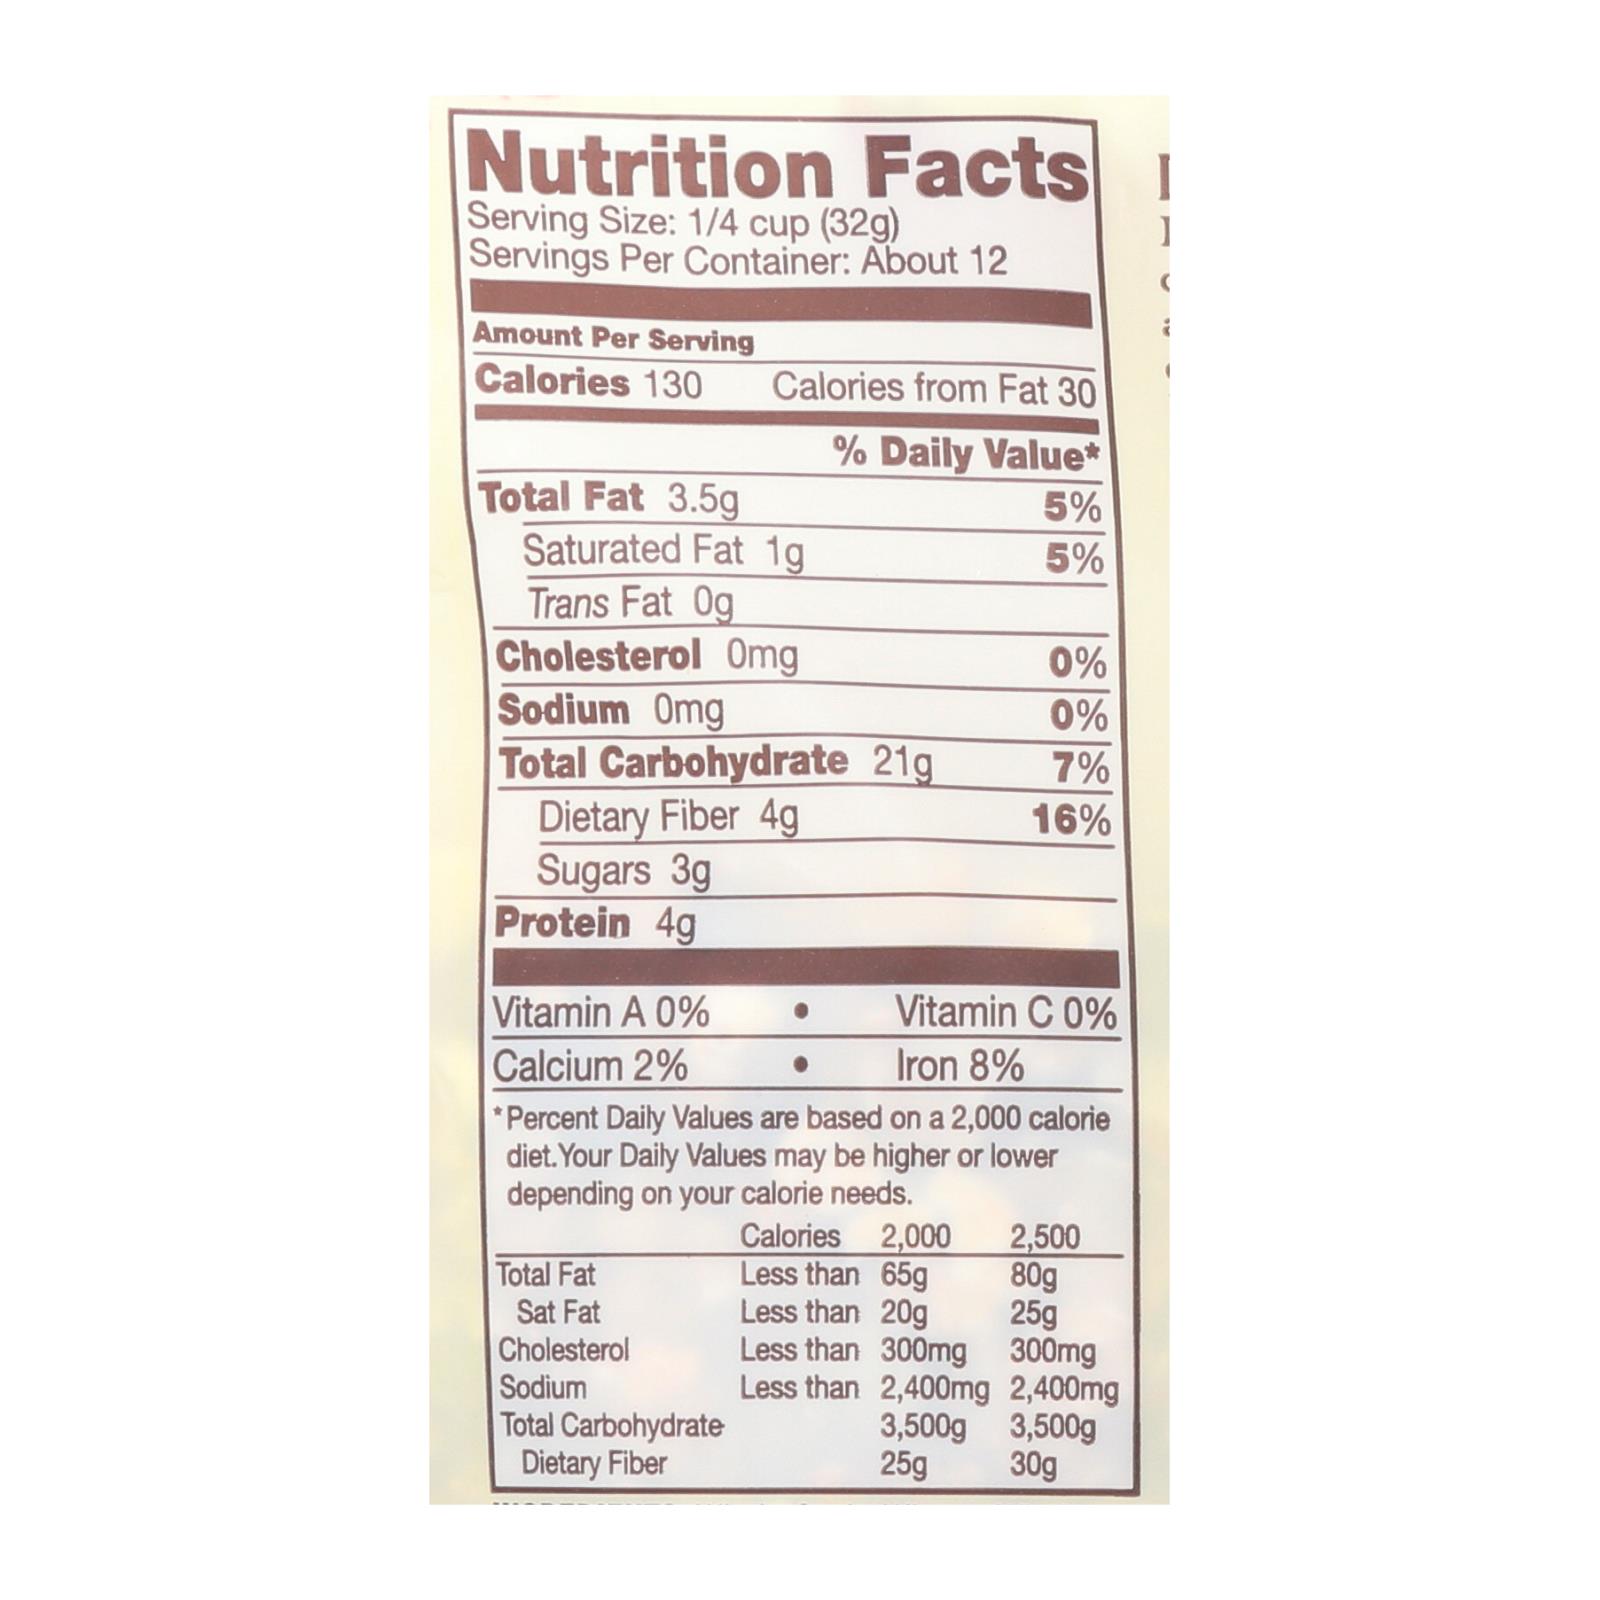 Nutrition Facts
Serving Size: 1/4 cup (32g)
Servings Per Container: About 12
Amount Per Serving
Calories 130 Calories from Fat 30
% Daily Value*
Total Fat 3.5g 5%
Saturated Fat 1g 5%
Trans Fat 0g
Cholesterol 0mg 0%
Sodium 0mg 0%
Total Carbohydrate 21g 7%
Dietary Fiber 4g 16%
Sugars 3g
Protein 4g
Vitamin A 0% • Vitamin C 0%
Calcium 2% • Iron 8%
*Percent Daily Values are based on a 2,000 calorie
diet. Your Daily Values may be higher or lower
depending on your calorie needs.
Calories 2,000 2,500
Total Fat Less than 65g 80g
Sat Fat Less than 20g 25g
Cholesterol Less than 300mg 300mg
Sodium Less than 2,400mg 2,400mg
Total Carbohydrate 3,500g 3,500g
Dietary Fiber 25g 30g